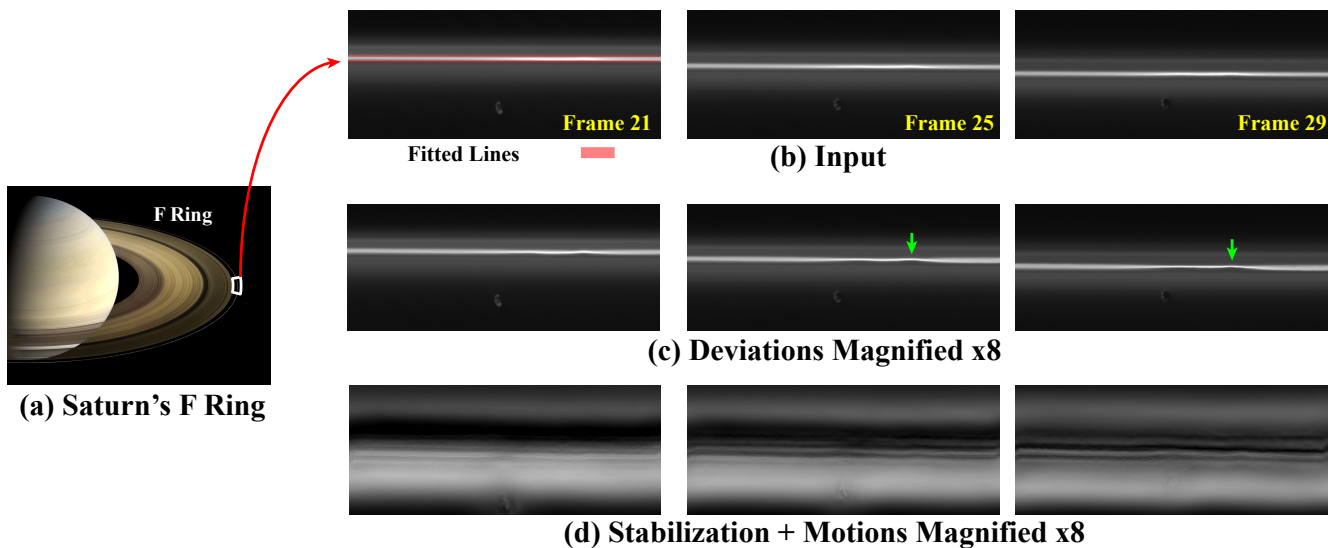 Frame 21
Frame 25
Frame 29
Fitted Lines
(b) Input
F Ring
(c) Deviations Magnified x8
(a) Saturn's F Ring
(d) Stabilization + Motions Magnified x8